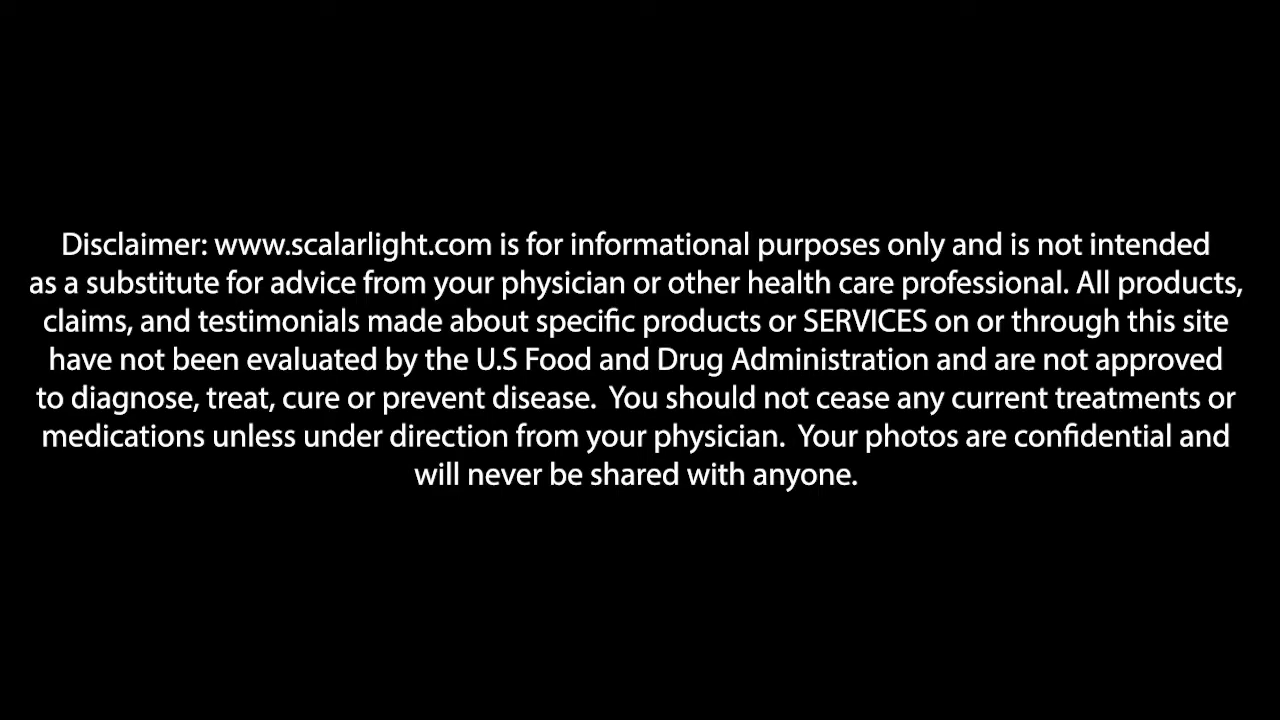 Disclaimer: www.scalarlight.com is for informational purposes only and is not intended
as a substitute for advice from your physician or other health care professional. All products,
claims, and testimonials made about specific products or SERVICES on or through this site
have not been evaluated by the U.S Food and Drug Administration and are not approved
to diagnose, treat, cure or prevent disease.  You should not cease any current treatments or
medications unless under direction from your physician.  Your photos are confidential and
will never be shared with anyone.